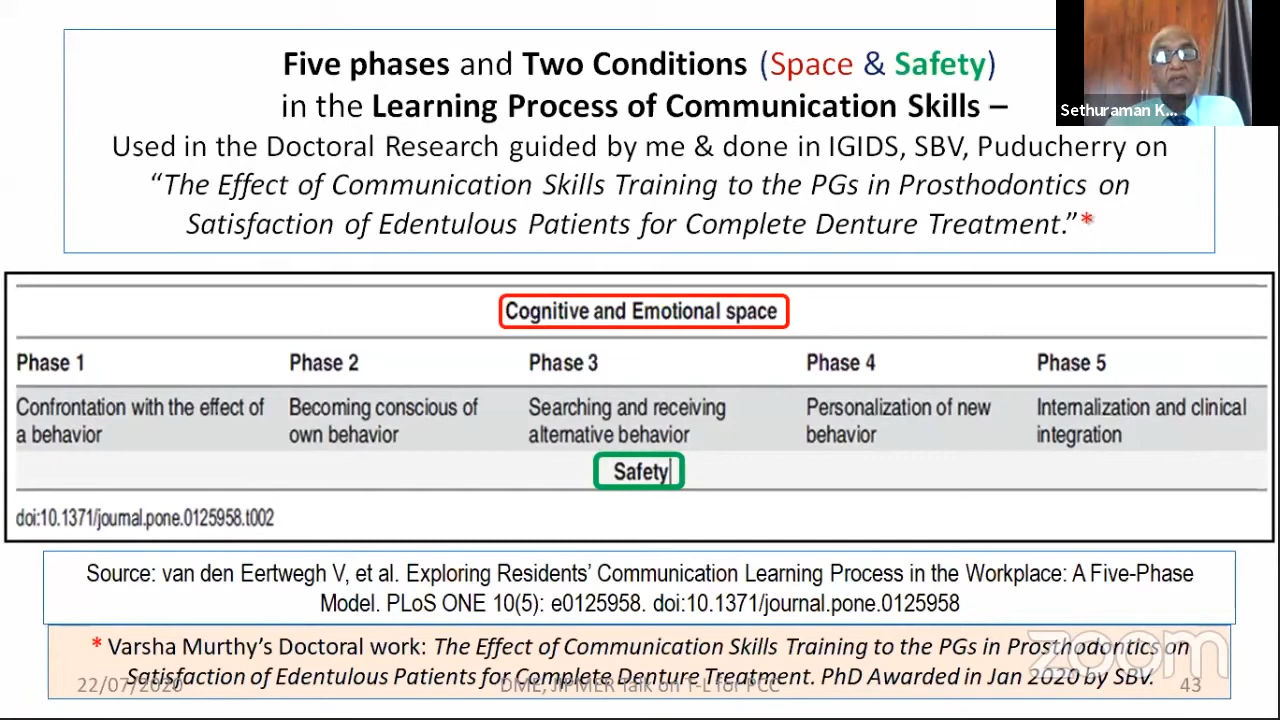 Five phases and Two Conditions (Space & Safety)
in the Learning Process of Communication Skills –
Used in the Doctoral Research guided by me & done in IGIDS, SBV, Puducherry on
“The Effect of Communication Skills Training to the PGs in Prosthodontics on
Satisfaction of Edentulous Patients for Complete Denture Treatment.”*
Sethuraman K...
Cognitive and Emotional space
Phase 1 Phase 2 Phase 3 Phase 4 Phase 5
Confrontation with the effect of Becoming conscious of Searching and receiving Personalization of new Internalization and clinical
a behavior own behavior alternative behavior behavior integration
Safety
doi:10.1371/journal.pone.0125958.t002
Source: van den Eertwegh V, et al. Exploring Residents’ Communication Learning Process in the Workplace: A Five-Phase
Model. PLoS ONE 10(5): e0125958. doi:10.1371/journal.pone.0125958
* Varsha Murthy’s Doctoral work: The Effect of Communication Skills Training to the PGs in Prosthodontics on
Satisfaction of Edentulous Patients for Complete Denture Treatment. PhD Awarded in Jan 2020 by SBV.
zoom
22/07/2020 DME, JIPMER Talk on T-L for PCC 43